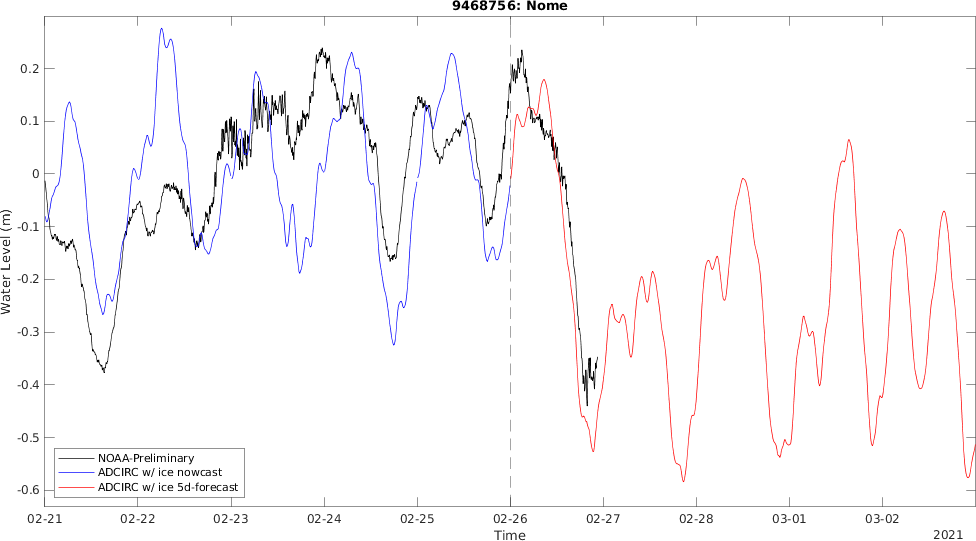 9468756: Nome
Water Level (m)
0.2
0.1
0
-0.1
-0.2
-0.3
-0.4
-0.5
-0.6
NOAA-Preliminary
ADCIRC w/ ice nowcast
ADCIRC w/ ice 5d-forecast
02-21 02-22 02-23 02-24 02-25 02-26 02-27 02-28 03-01 03-02
Time
2021